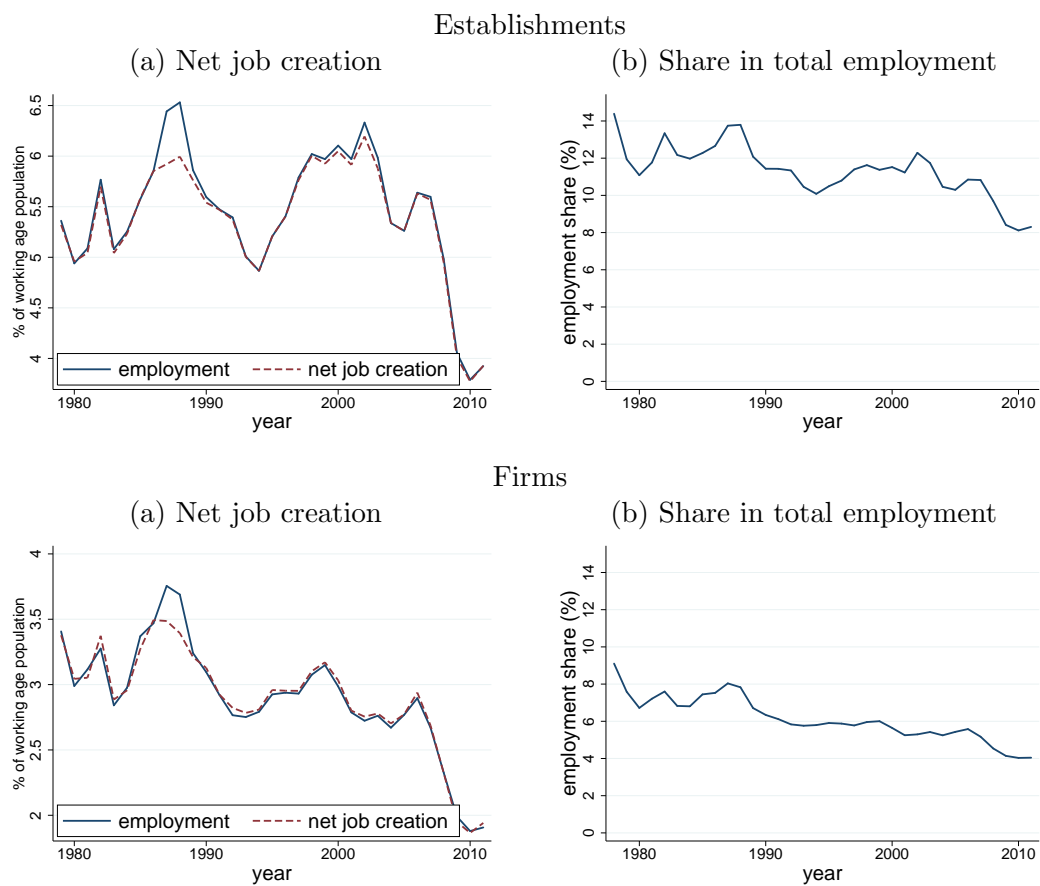 Establishments
(a) Net job creation
(b) Share in total employment
% of working age population
6.5
6
5.5
5
4.5
4
employment
net job creation
1980
1990
2000
2010
year
employment share (%)
14
12
10
8
6
4
2
0
1980
1990
2000
2010
year
Firms
(a) Net job creation
(b) Share in total employment
% of working age population
4
3.5
3
2.5
2
employment
net job creation
1980
1990
2000
2010
year
employment share (%)
14
12
10
8
6
4
2
0
1980
1990
2000
2010
year